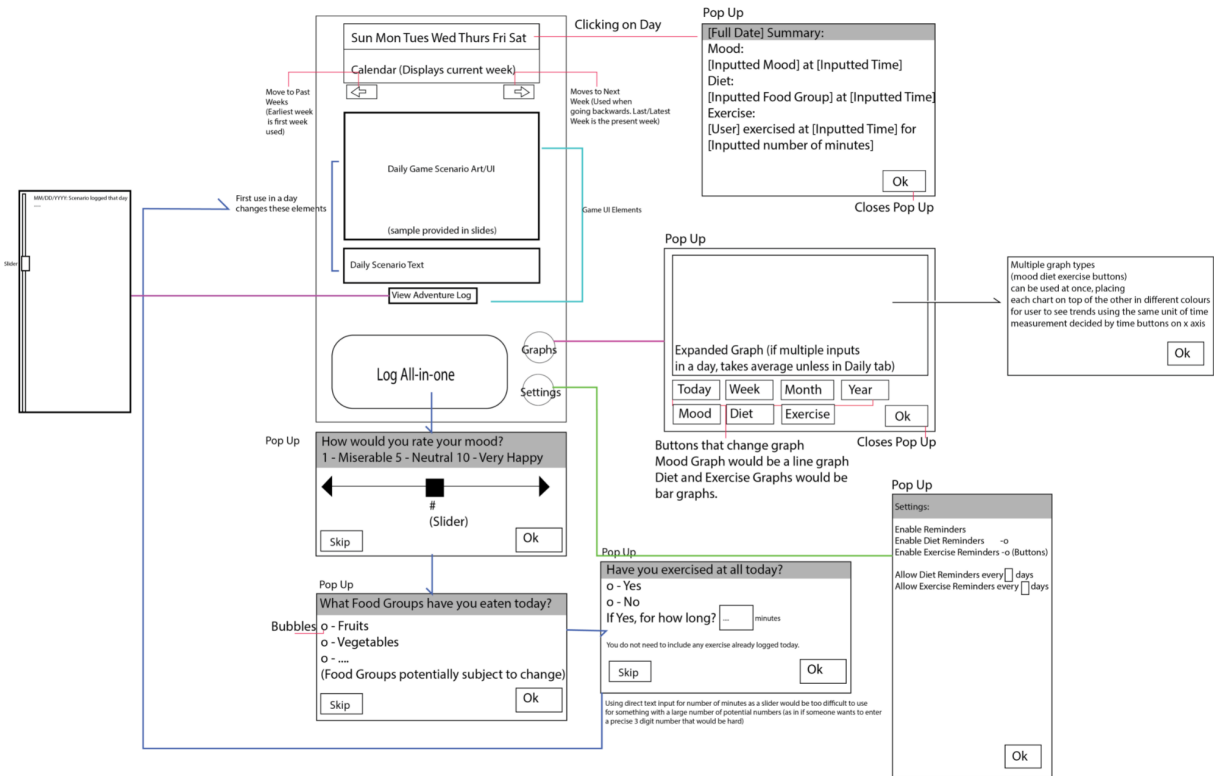 Pop Up
Clicking on Day
[Full Date] Summary:
Mood:
[Inputted Mood] at [Inputted Time]
Diet:
[Inputted Food Group] at [Inputted Time]
Exercise:
[User] exercised at [Inputted Time] for
[Inputted number of minutes]
Ok
Closes Pop Up
Sun Mon Tues Wed Thurs Fri Sat
Calendar (Displays current week)
Move to Past
Weeks
(Earliest week
is first week
used)
Moves to Next
Week (Used when
going backwards. Last/Latest
Week is the present week)
Daily Game Scenario Art/UI
(sample provided in slides)
First use in a day
changes these elements
Game UI Elements
MM/DD/YYYY: Scenario logged that day
....
Slider
Daily Scenario Text
View Adventure Log
Log All-in-one
Graphs
Settings
Pop Up
Expanded Graph (if multiple inputs
in a day, takes average unless in Daily tab)
Today
Week
Month
Year
Mood
Diet
Exercise
Ok
Closes Pop Up
Buttons that change graph
Mood Graph would be a line graph
Diet and Exercise Graphs would be
bar graphs.
Multiple graph types
(mood diet exercise buttons)
can be used at once, placing
each chart on top of the other in different colours
for user to see trends using the same unit of time
measurement decided by time buttons on x axis
Ok
Pop Up
How would you rate your mood?
1 - Miserable 5 - Neutral 10 - Very Happy
#
(Slider)
Skip
Ok
Pop Up
What Food Groups have you eaten today?
Bubbles
o - Fruits
o - Vegetables
o - ....
(Food Groups potentially subject to change)
Skip
Ok
Pop Up
Have you exercised at all today?
o - Yes
o - No
If Yes, for how long?
...
minutes
You do not need to include any exercise already logged today.
Skip
Ok
Using direct text input for number of minutes as a slider would be too difficult to use
for something with a large number of potential numbers (as in if someone wants to enter
a precise 3 digit number that would be hard)
Pop Up
Settings:
Enable Reminders
Enable Diet Reminders -o
Enable Exercise Reminders -o (Buttons)
Allow Diet Reminders every days
Allow Exercise Reminders every days
Ok